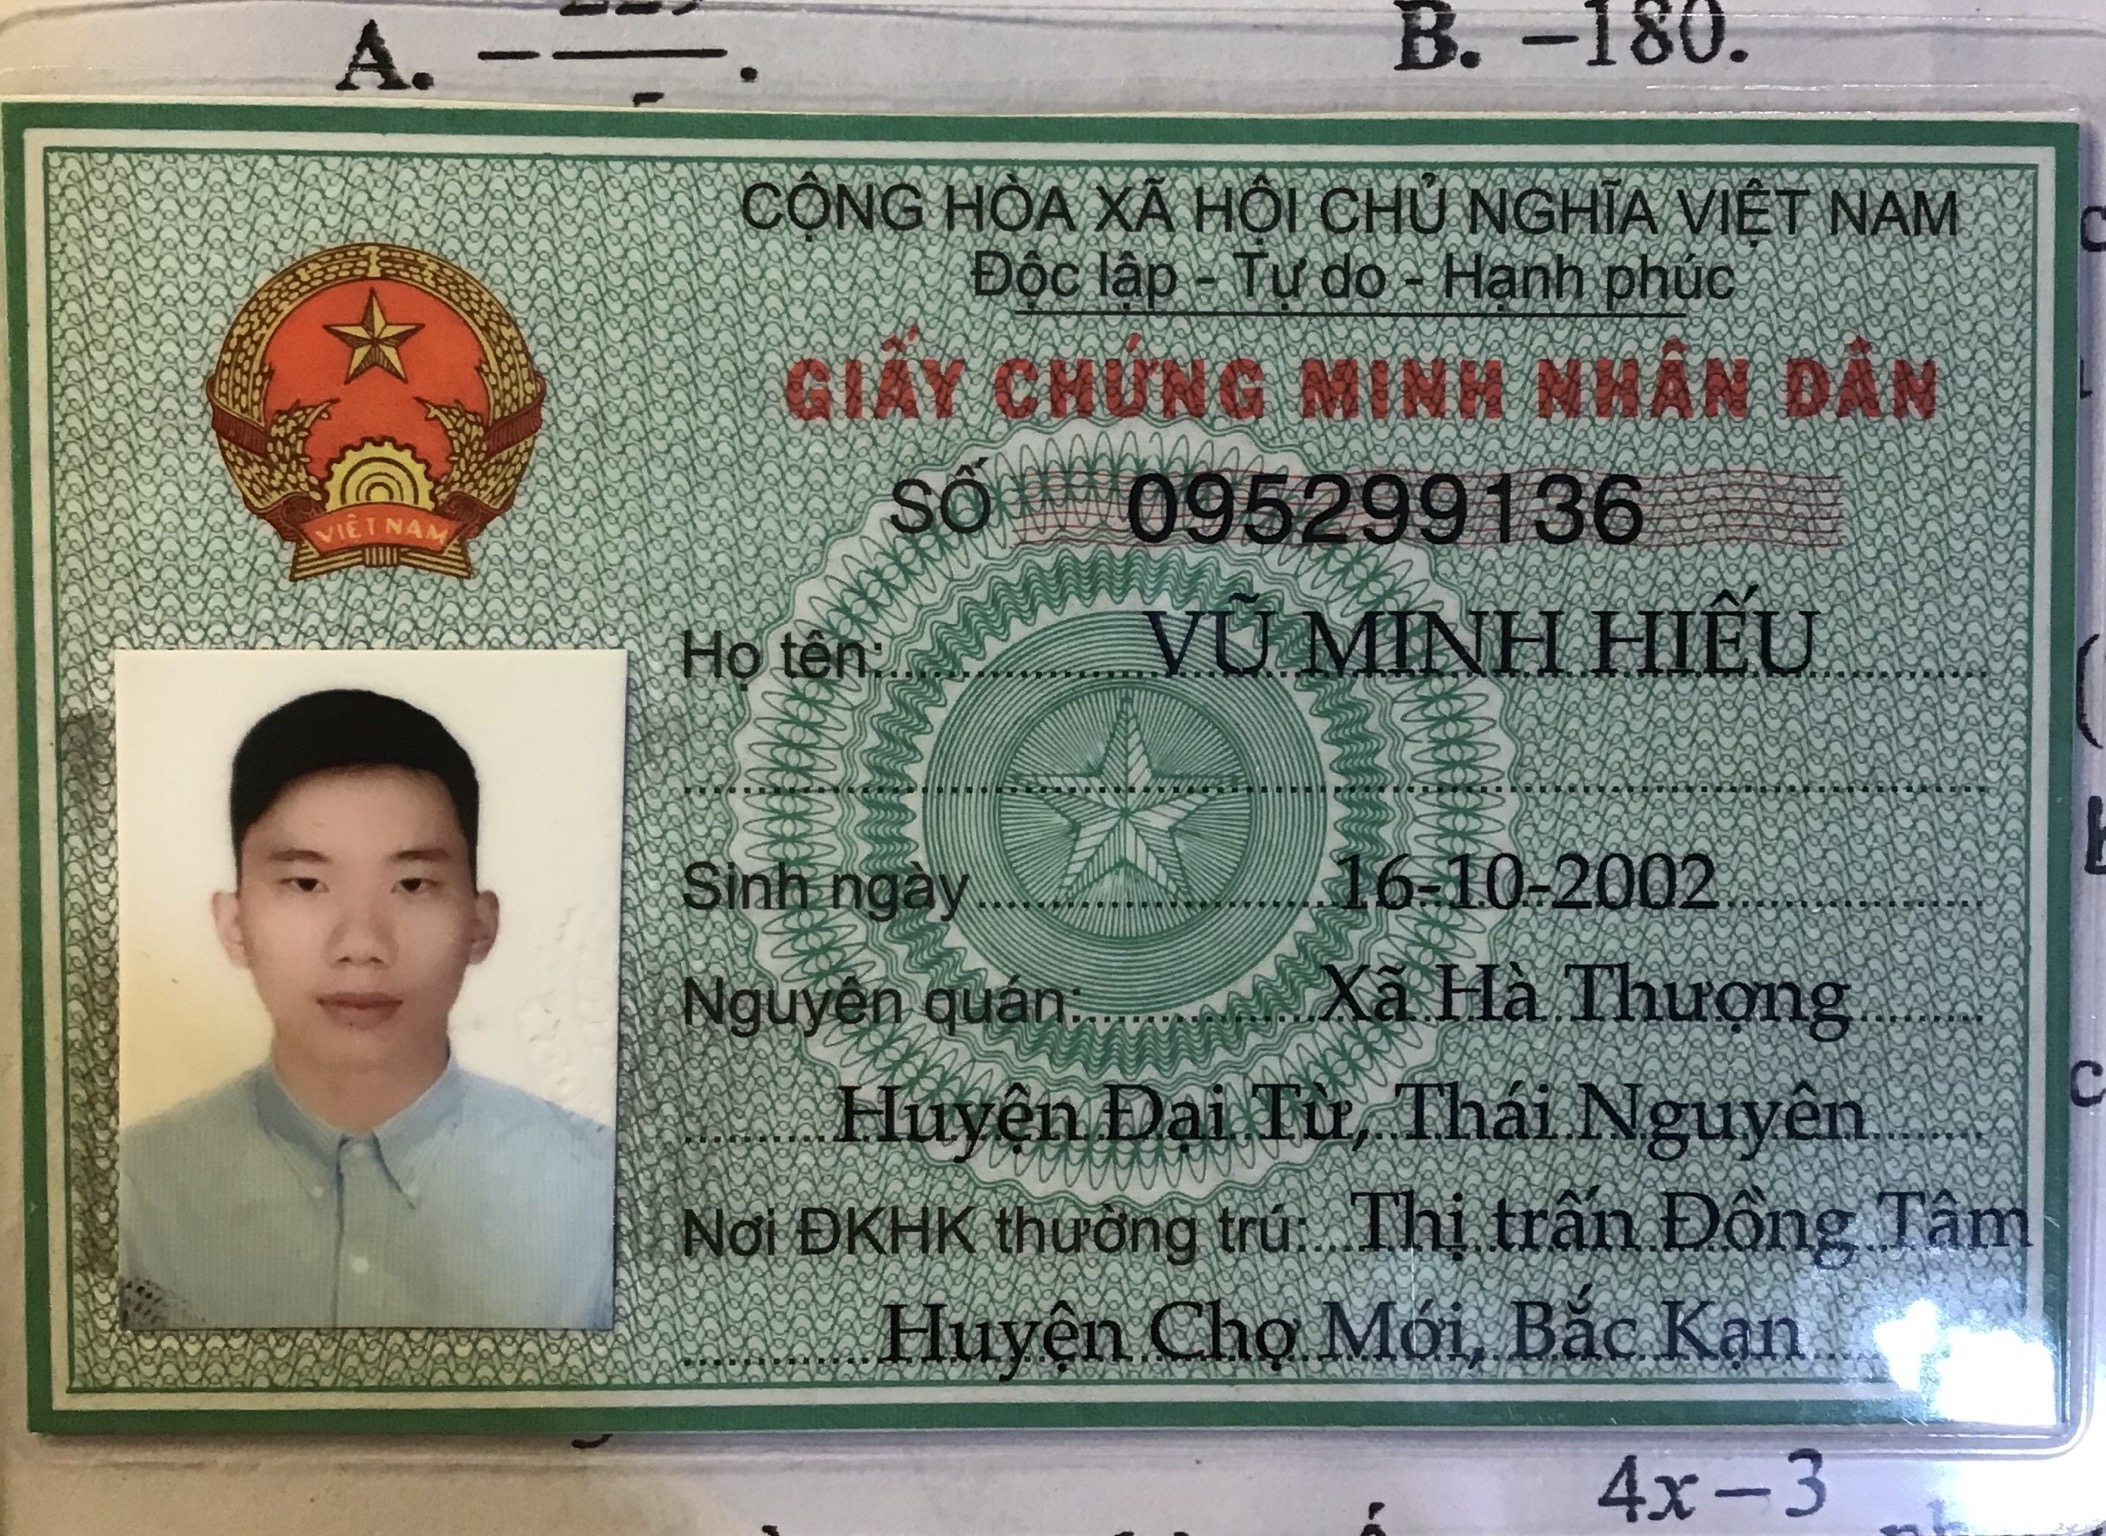 A. –
B. –180.
CỘNG HÒA XÃ HỘI CHỦ NGHĨA VIỆT NAM
Độc lập - Tự do - Hạnh phúc
GIẤY CHỨNG MINH NHÂN DÂN
SỐ 095299136
VIỆT NAM
Họ tên: VŨ MINH HIẾU
Sinh ngày 16-10-2002
Nguyên quán: Xã Hà Thượng
Huyện Đại Từ, Thái Nguyên
Nơi ĐKHK thường trú: Thị trấn Đồng Tâm
Huyện Chợ Mới, Bắc Kạn
4x – 3